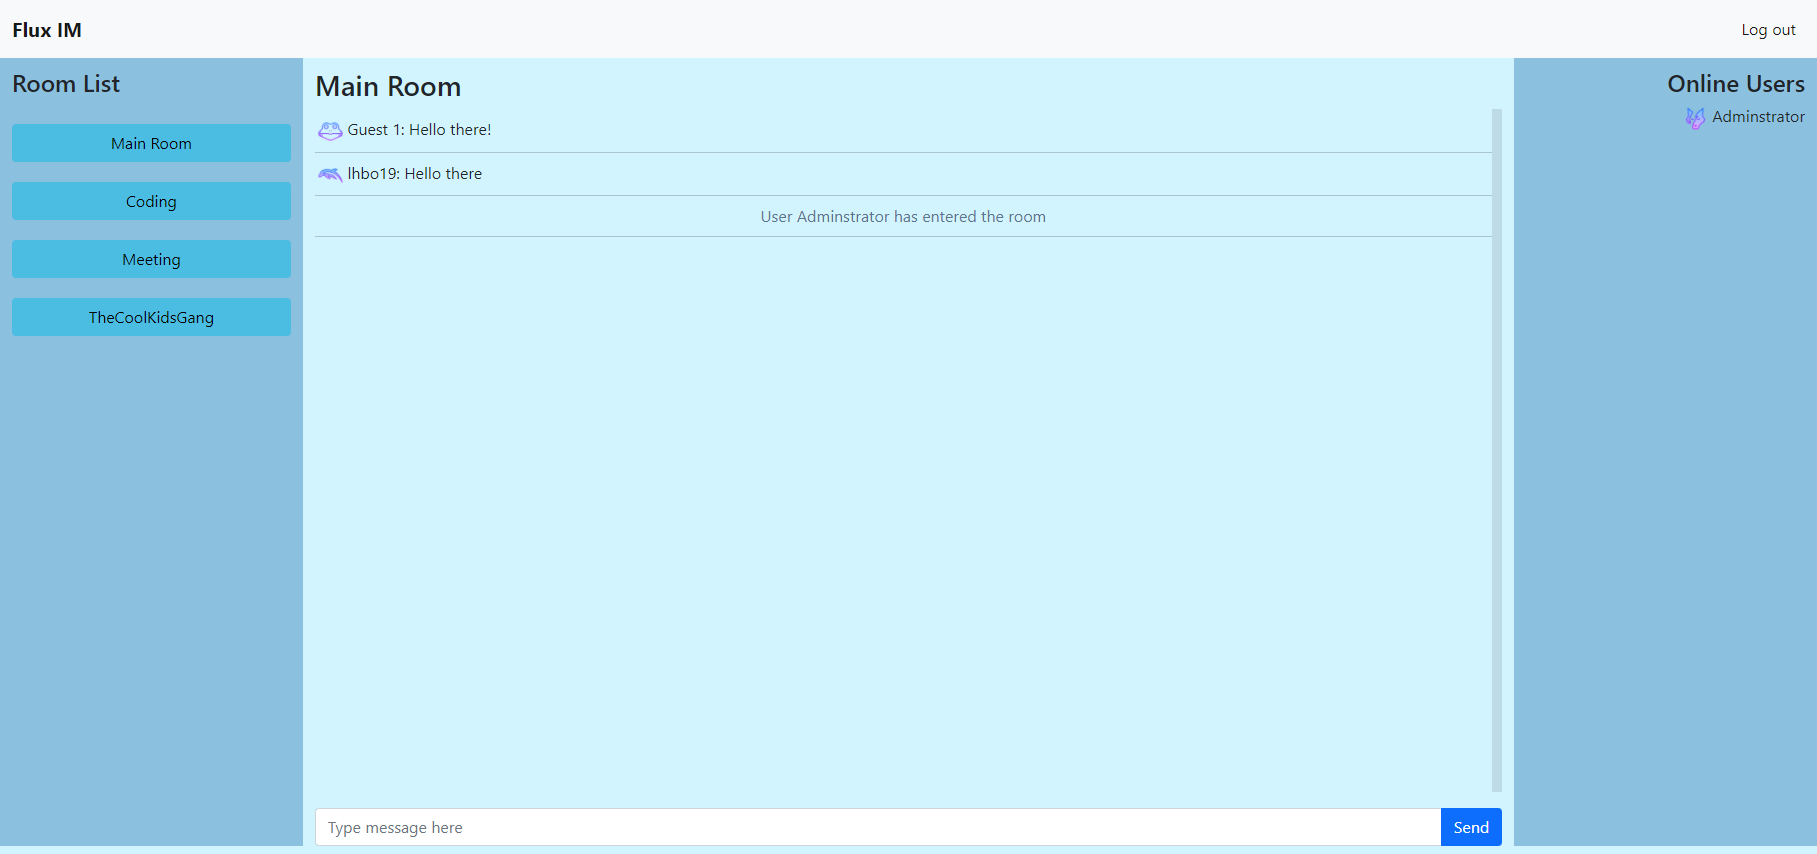 Flux IM
Log out
Room List
Main Room
Coding
Meeting
TheCoolKidsGang
Main Room
Guest 1: Hello there!
lhbo19: Hello there
User Adminstrator has entered the room
Type message here
Send
Online Users
Adminstrator